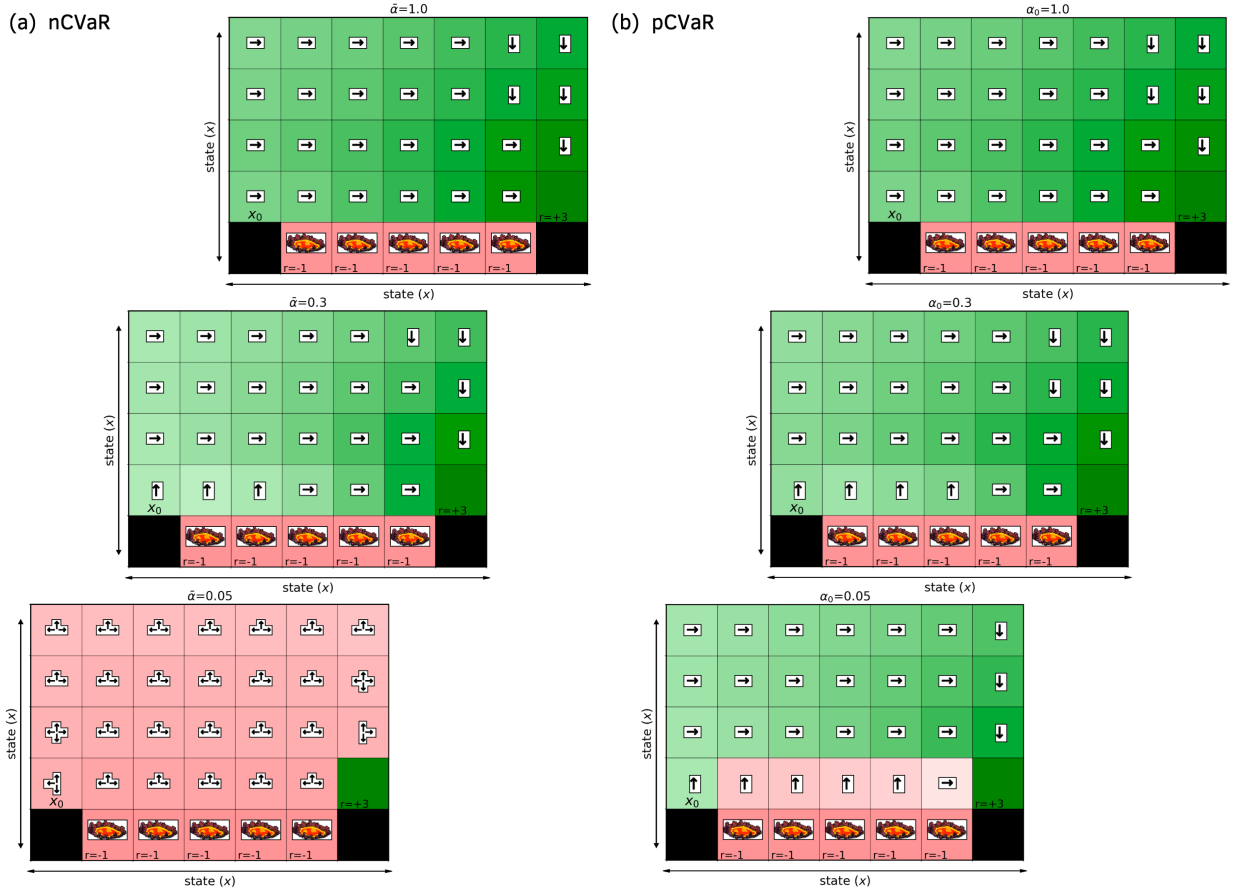 (a) nCVaR
ᾱ=1.0
state (x)
x₀
r=+3
r=-1 r=-1 r=-1 r=-1 r=-1
state (x)
ᾱ=0.3
state (x)
x₀
r=+3
r=-1 r=-1 r=-1 r=-1 r=-1
state (x)
ᾱ=0.05
state (x)
x₀
r=+3
r=-1 r=-1 r=-1 r=-1 r=-1
state (x)
(b) pCVaR
α₀=1.0
state (x)
x₀
r=+3
r=-1 r=-1 r=-1 r=-1 r=-1
state (x)
α₀=0.3
state (x)
x₀
r=+3
r=-1 r=-1 r=-1 r=-1 r=-1
state (x)
α₀=0.05
state (x)
x₀
r=+3
r=-1 r=-1 r=-1 r=-1 r=-1
state (x)